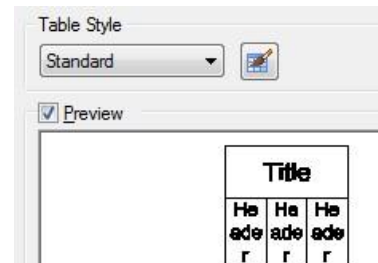 Table Style
Standard
Preview
Title
He He He
ade ade ade
r r r